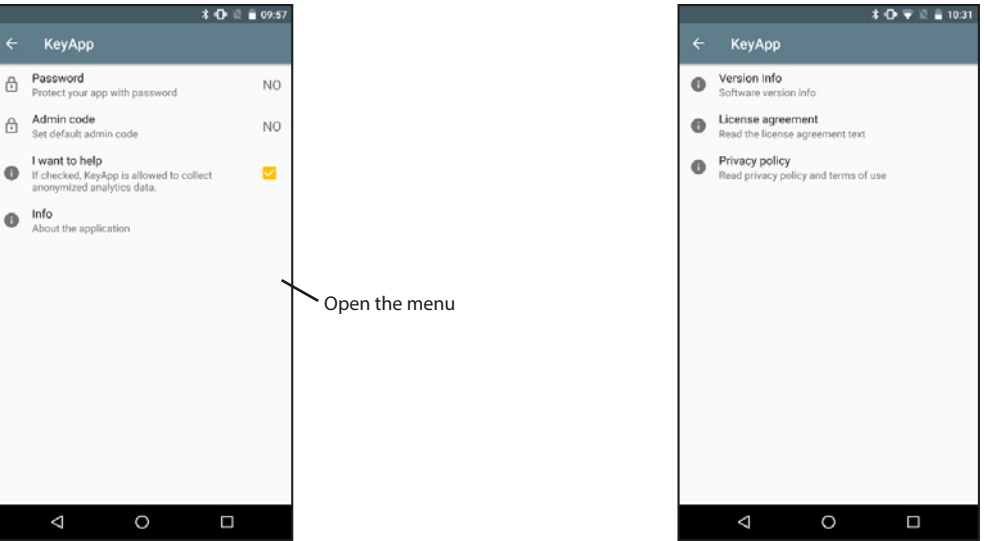 09:57
KeyApp
Password
Protect your app with password
NO
Admin code
Set default admin code
NO
I want to help
If checked, KeyApp is allowed to collect
anonymized analytics data.
Info
About the application
Open the menu
10:31
KeyApp
Version Info
Software version info
License agreement
Read the license agreement text
Privacy policy
Read privacy policy and terms of use